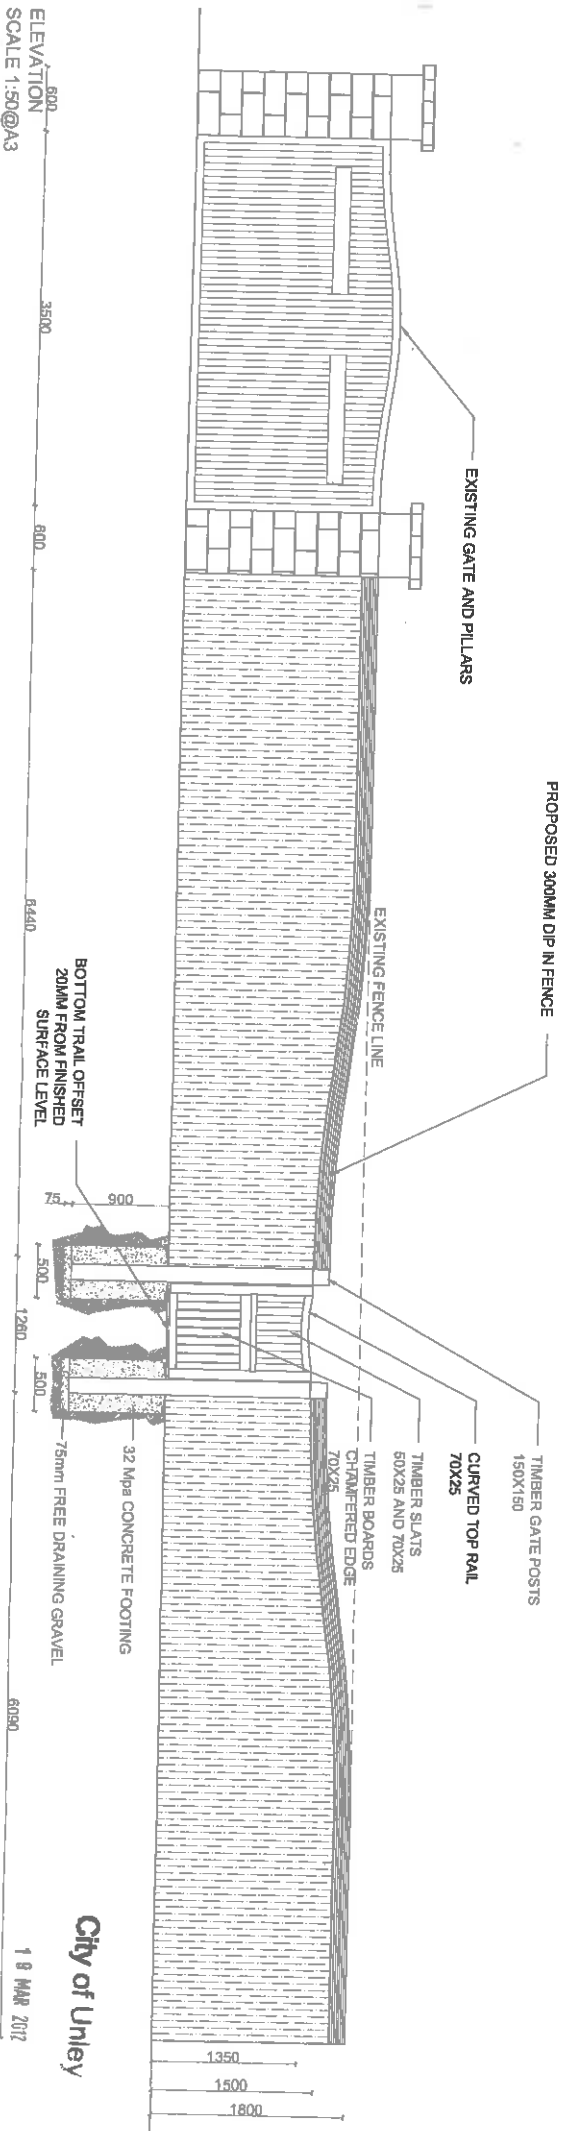 EXISTING GATE AND PILLARS
PROPOSED 300MM DIP IN FENCE
EXISTING FENCE LINE
TIMBER GATE POSTS
150X150
CURVED TOP RAIL
70X25
TIMBER SLATS
50X25 AND 70X25
TIMBER BOARDS
CHAMFERED EDGE
70X25
BOTTOM TRAIL OFFSET
20MM FROM FINISHED
SURFACE LEVEL
32 Mpa CONCRETE FOOTING
75mm FREE DRAINING GRAVEL
900
75
500
500
1350
1500
1800
600
3500
600
6440
1260
6090
ELEVATION
SCALE 1:50@A3
City of Unley
19 MAR 2012